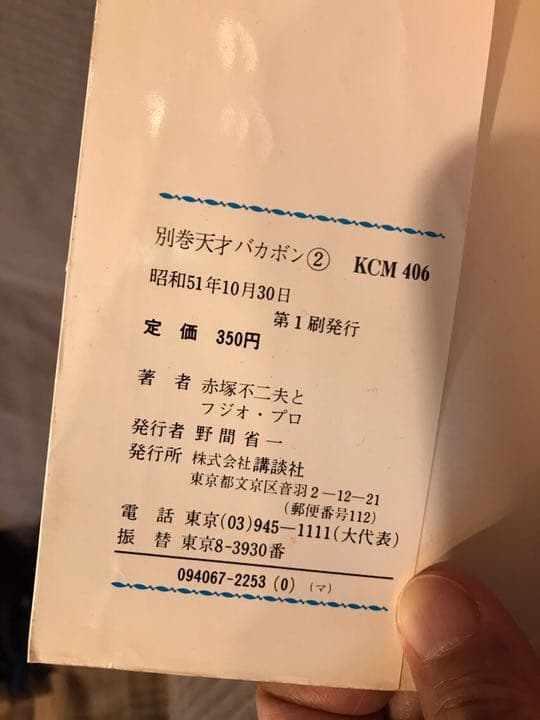 別巻天才バカボン② KCM 406
昭和51年10月30日
第1刷発行
定価 350円
著者 赤塚不二夫と
フジオ・プロ
発行者 野間省一
発行所 株式会社講談社
東京都文京区音羽2-12-21
(郵便番号112)
電話 東京(03)945-1111(大代表)
振替 東京8-3930番
094067-2253 (0) (マ)